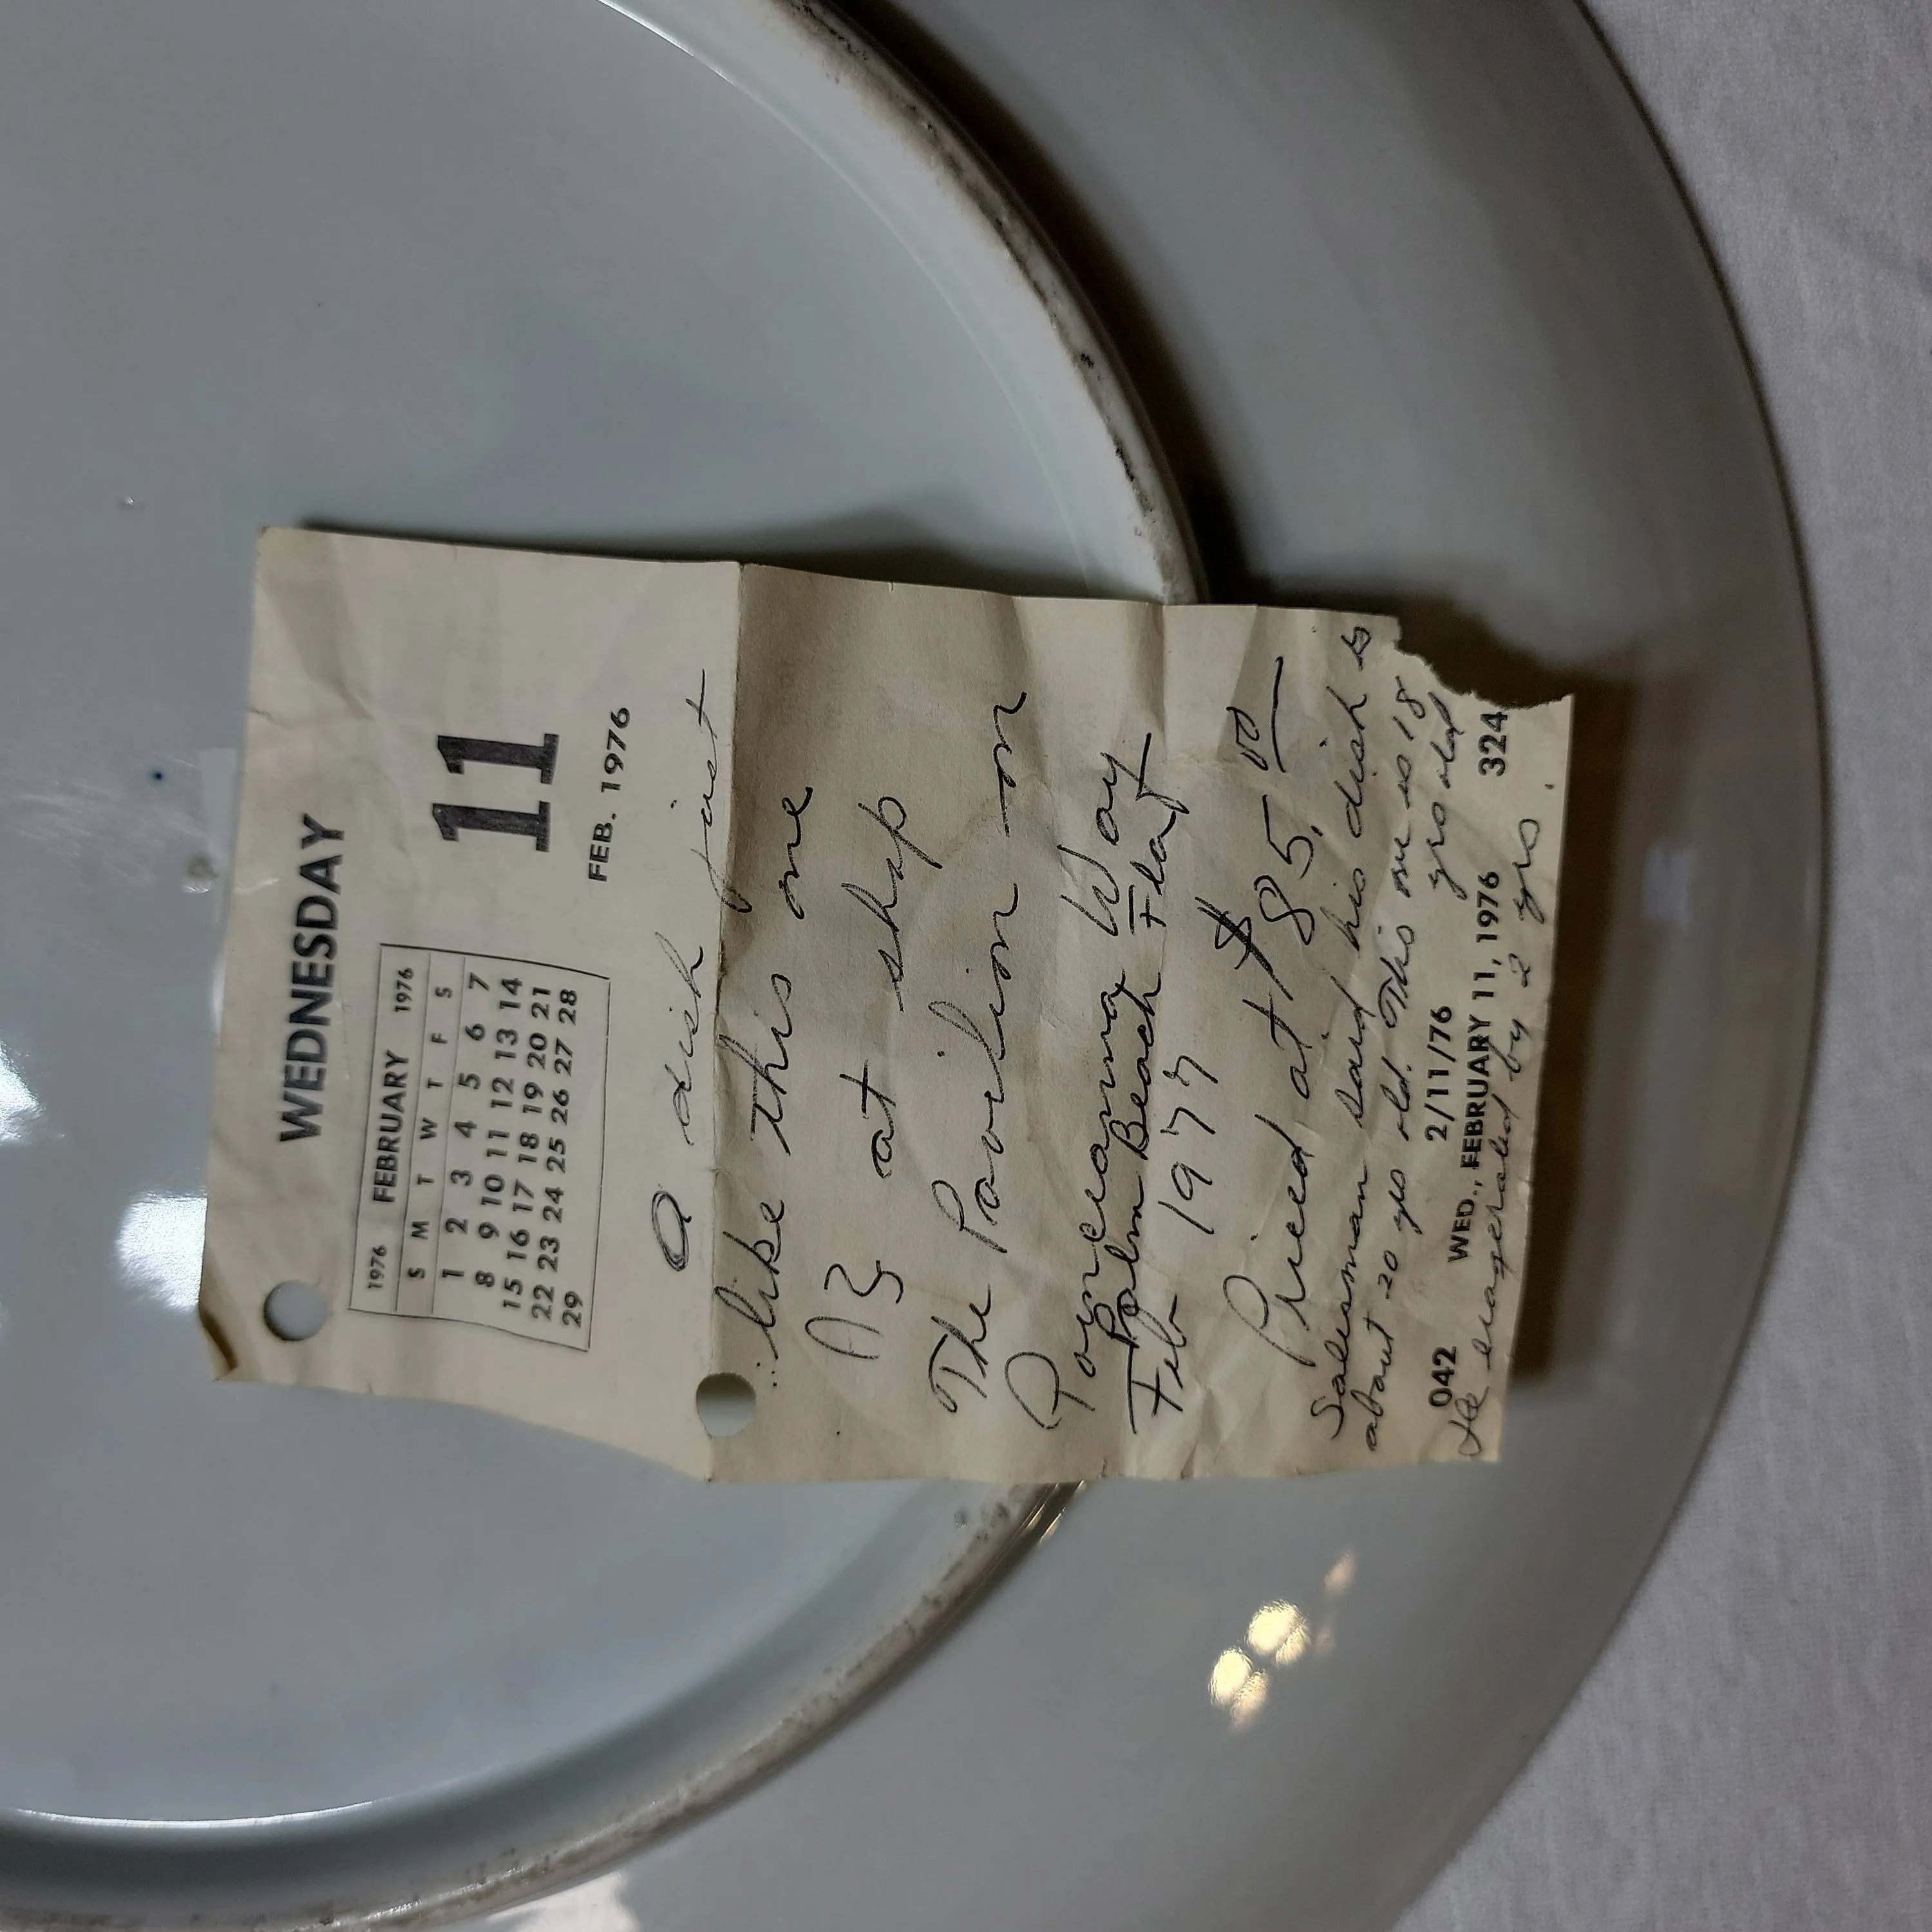 WEDNESDAY
1976 FEBRUARY 1976
S M T W T F S
1 2 3 4 5 6 7
8 9 10 11 12 13 14
15 16 17 18 19 20 21
22 23 24 25 26 27 28
29
11
FEB. 1976
a dish just
like this one
at shop
The Pavilion on
Poinceanna Way
Palm Beach Fla
Feb 1977
Priced at $85.00
Salesman said his dish is
about 20 yrs old. This one is 18
yrs old
042 2/11/76
WED., FEBRUARY 11, 1976 324
He exagerated by 2 yrs.